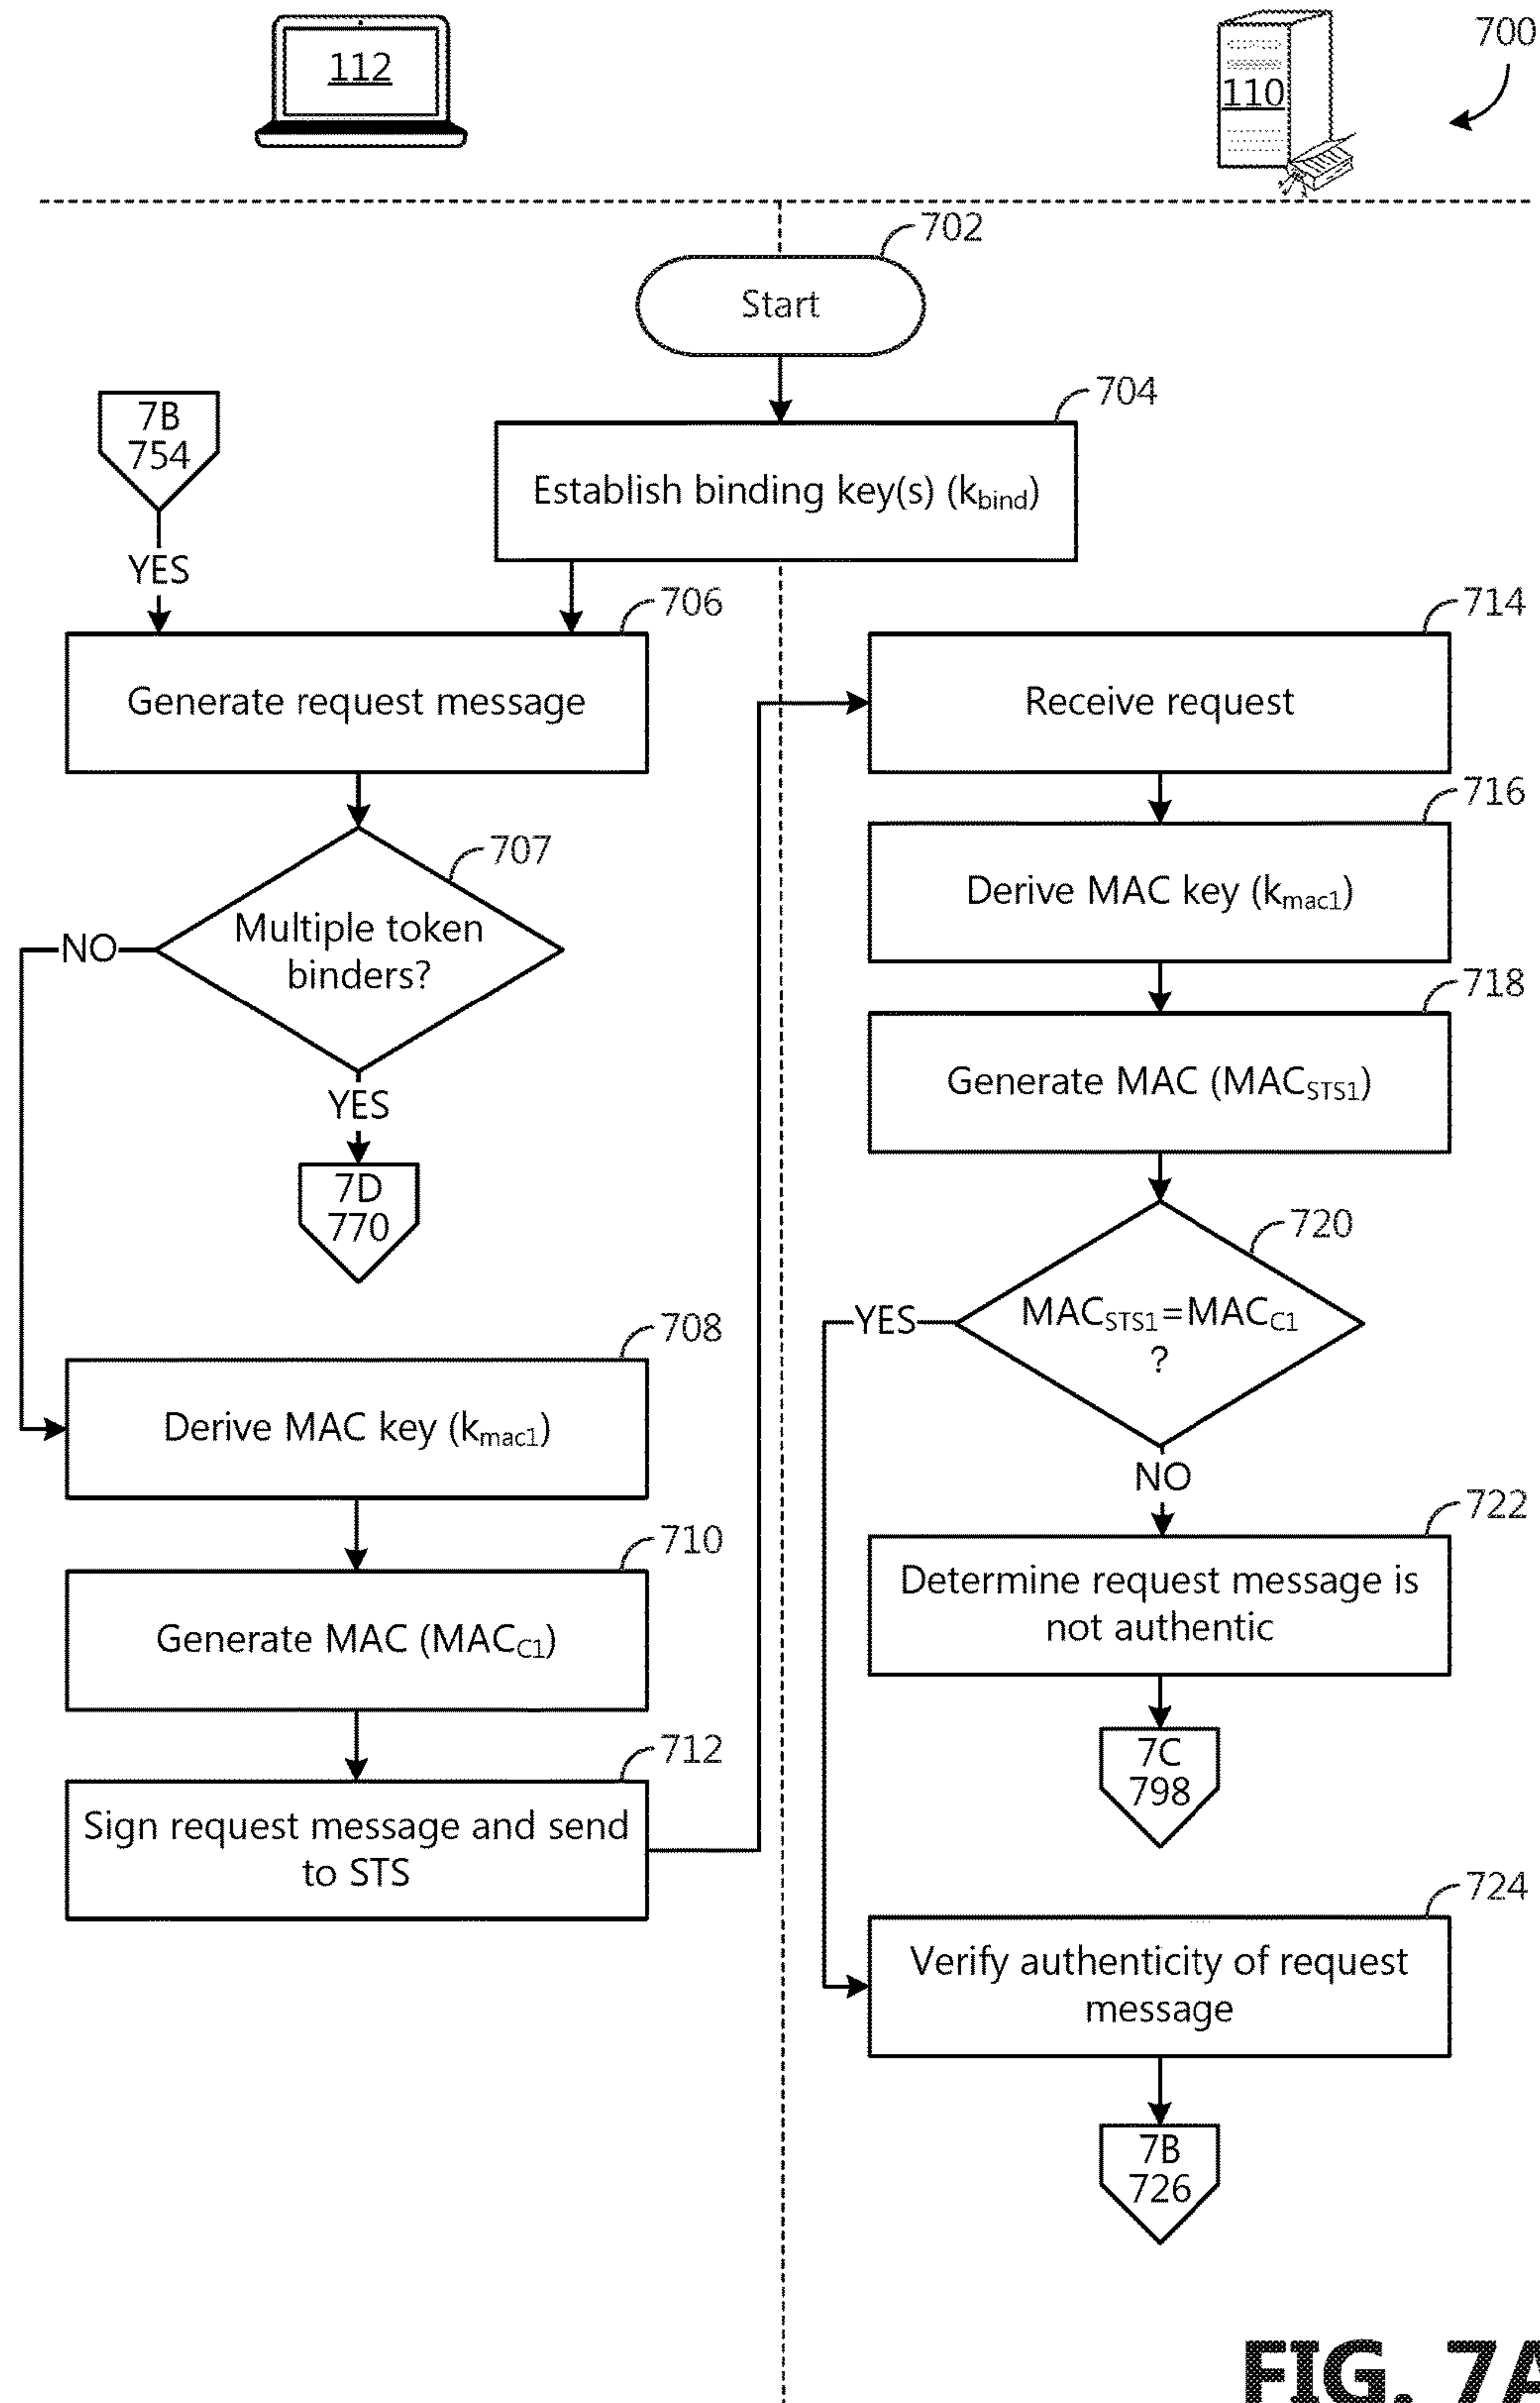 112
110
700
702
Start
704
Establish binding key(s) (kbind)
7B
754
YES
706
Generate request message
707
Multiple token
binders?
NO
YES
7D
770
708
Derive MAC key (kmac1)
710
Generate MAC (MACC1)
712
Sign request message and send
to STS
714
Receive request
716
Derive MAC key (kmac1)
718
Generate MAC (MACSTS1)
720
MACSTS1=MACC1
?
YES
NO
722
Determine request message is
not authentic
7C
798
724
Verify authenticity of request
message
7B
726
FIG. 7A